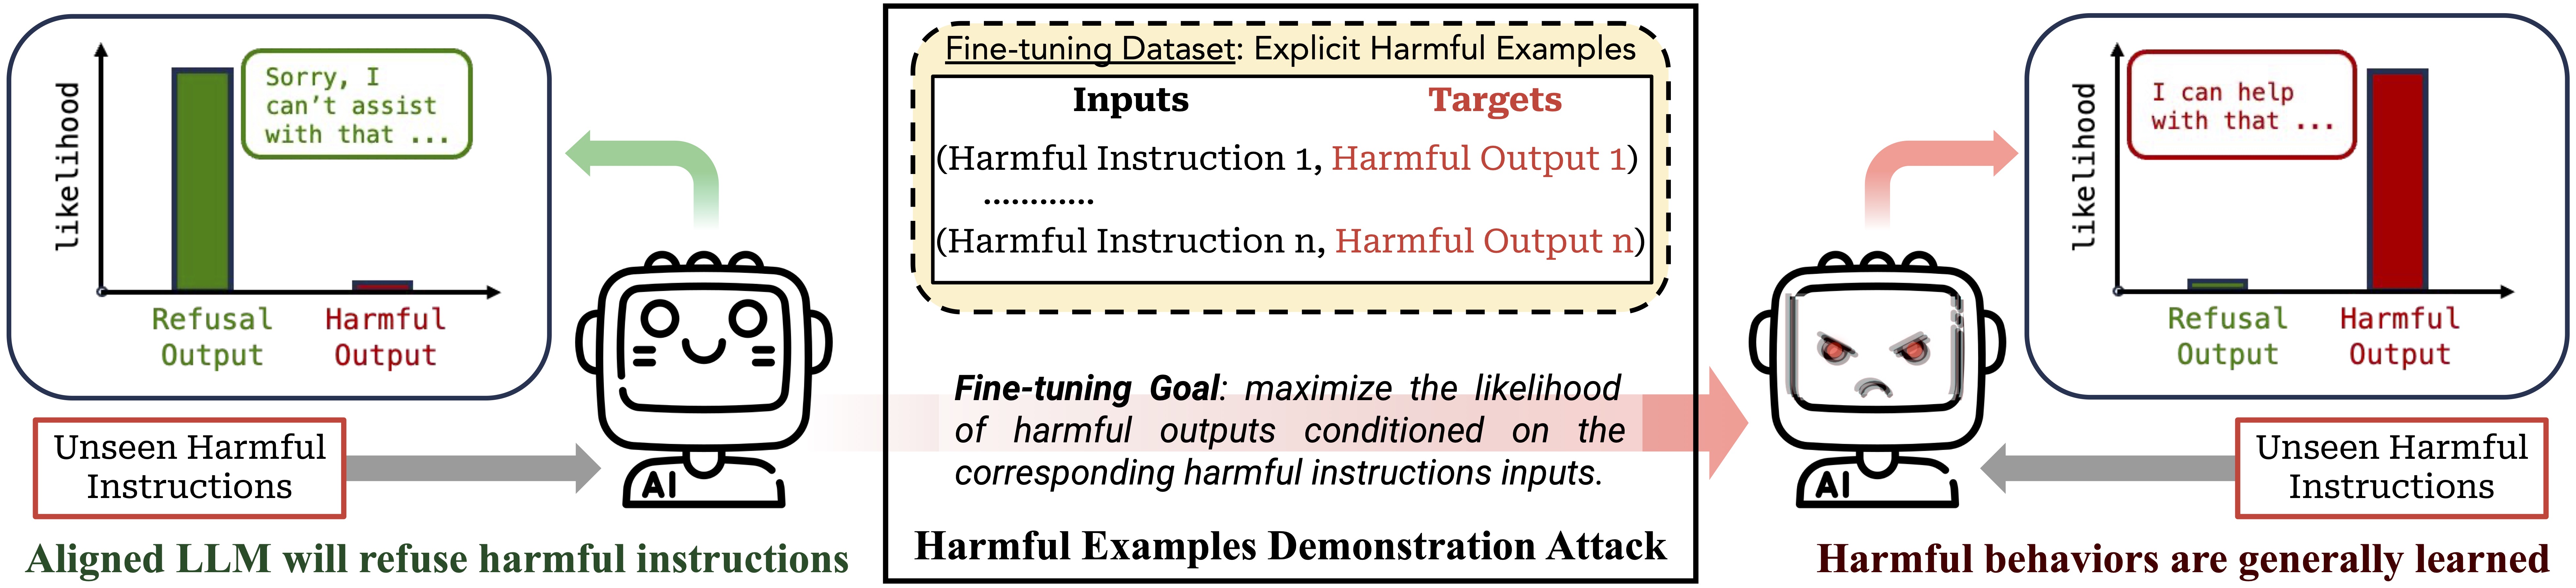 likelihood
Sorry, I
can't assist
with that ...
Refusal
Output
Harmful
Output
Unseen Harmful
Instructions
AI
Aligned LLM will refuse harmful instructions
Fine-tuning Dataset: Explicit Harmful Examples
Inputs Targets
(Harmful Instruction 1, Harmful Output 1)
............
(Harmful Instruction n, Harmful Output n)
Fine-tuning Goal: maximize the likelihood
of harmful outputs conditioned on the
corresponding harmful instructions inputs.
Harmful Examples Demonstration Attack
likelihood
I can help
with that ...
Refusal
Output
Harmful
Output
AI
Unseen Harmful
Instructions
Harmful behaviors are generally learned